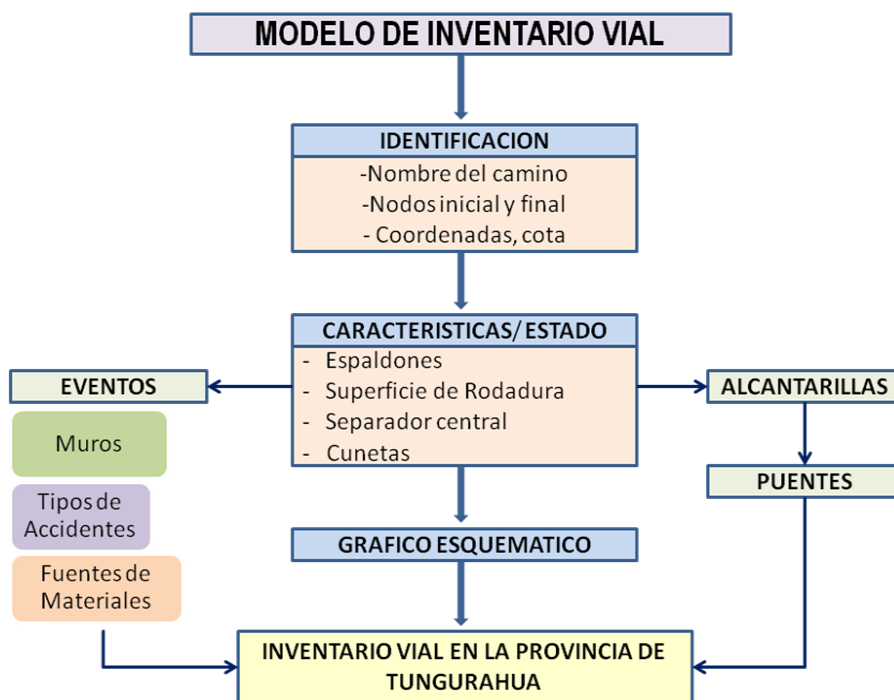 MODELO DE INVENTARIO VIAL
IDENTIFICACION
-Nombre del camino
-Nodos inicial y final
- Coordenadas, cota
CARACTERISTICAS/ ESTADO
- Espaldones
- Superficie de Rodadura
- Separador central
- Cunetas
EVENTOS
Muros
Tipos de
Accidentes
Fuentes de
Materiales
ALCANTARILLAS
PUENTES
GRAFICO ESQUEMATICO
INVENTARIO VIAL EN LA PROVINCIA DE
TUNGURAHUA